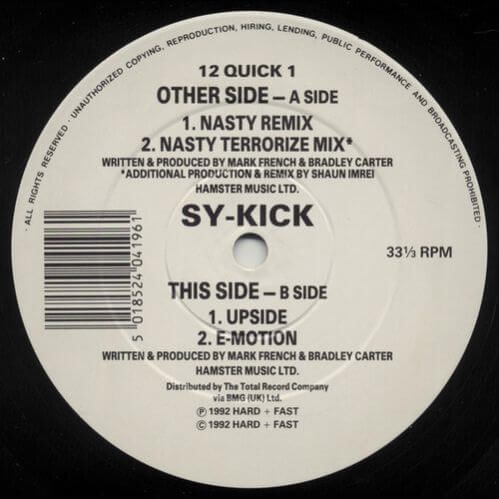 · ALL RIGHTS RESERVED · UNAUTHORIZED COPYING, REPRODUCTION, HIRING, LENDING, PUBLIC PERFORMANCE AND BROADCASTING PROHIBITED ·
12 QUICK 1
OTHER SIDE – A SIDE
1. NASTY REMIX
2. NASTY TERRORIZE MIX*
WRITTEN & PRODUCED BY MARK FRENCH & BRADLEY CARTER
*ADDITIONAL PRODUCTION & REMIX BY SHAUN IMREI
HAMSTER MUSIC LTD.
SY-KICK
33⅓ RPM
5 018524 041961
THIS SIDE – B SIDE
1. UPSIDE
2. E-MOTION
WRITTEN & PRODUCED BY MARK FRENCH & BRADLEY CARTER
HAMSTER MUSIC LTD.
Distributed by The Total Record Company
via BMG (UK) Ltd.
℗ 1992 HARD + FAST
© 1992 HARD + FAST